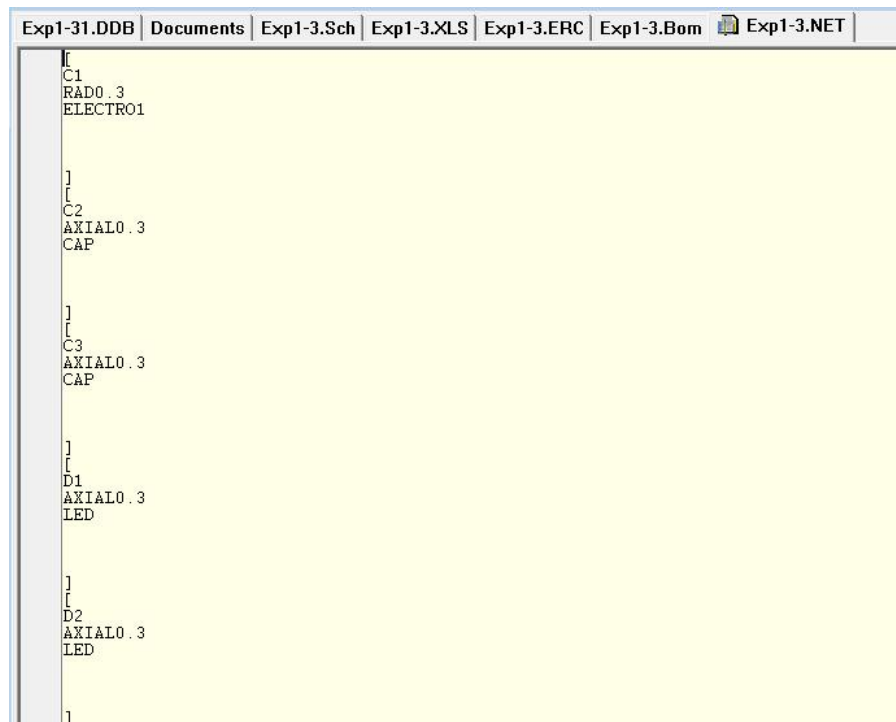 Exp1-31.DDB Documents Exp1-3.Sch Exp1-3.XLS Exp1-3.ERC Exp1-3.Bom Exp1-3.NET
[
C1
RAD0.3
ELECTRO1
]
[
C2
AXIAL0.3
CAP
]
[
C3
AXIAL0.3
CAP
]
[
D1
AXIAL0.3
LED
]
[
D2
AXIAL0.3
LED
]